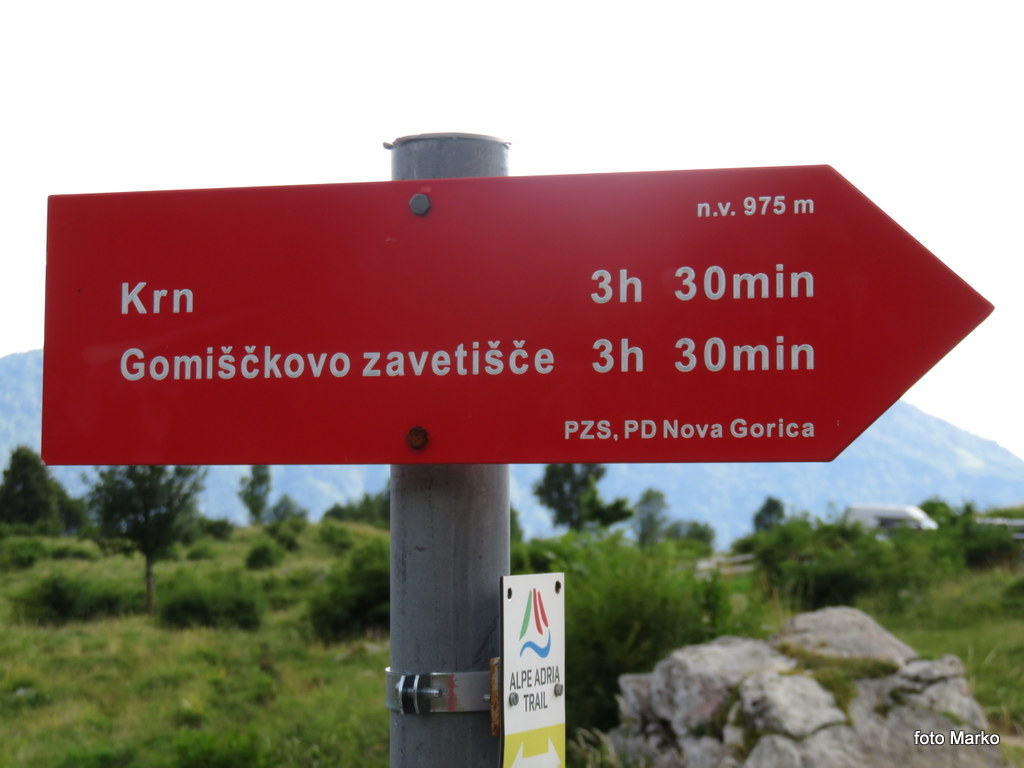 n.v. 975 m
Krn 3h 30min
Gomiščkovo zavetišče 3h 30min
PZS, PD Nova Gorica
ALPE ADRIA
TRAIL
foto Marko